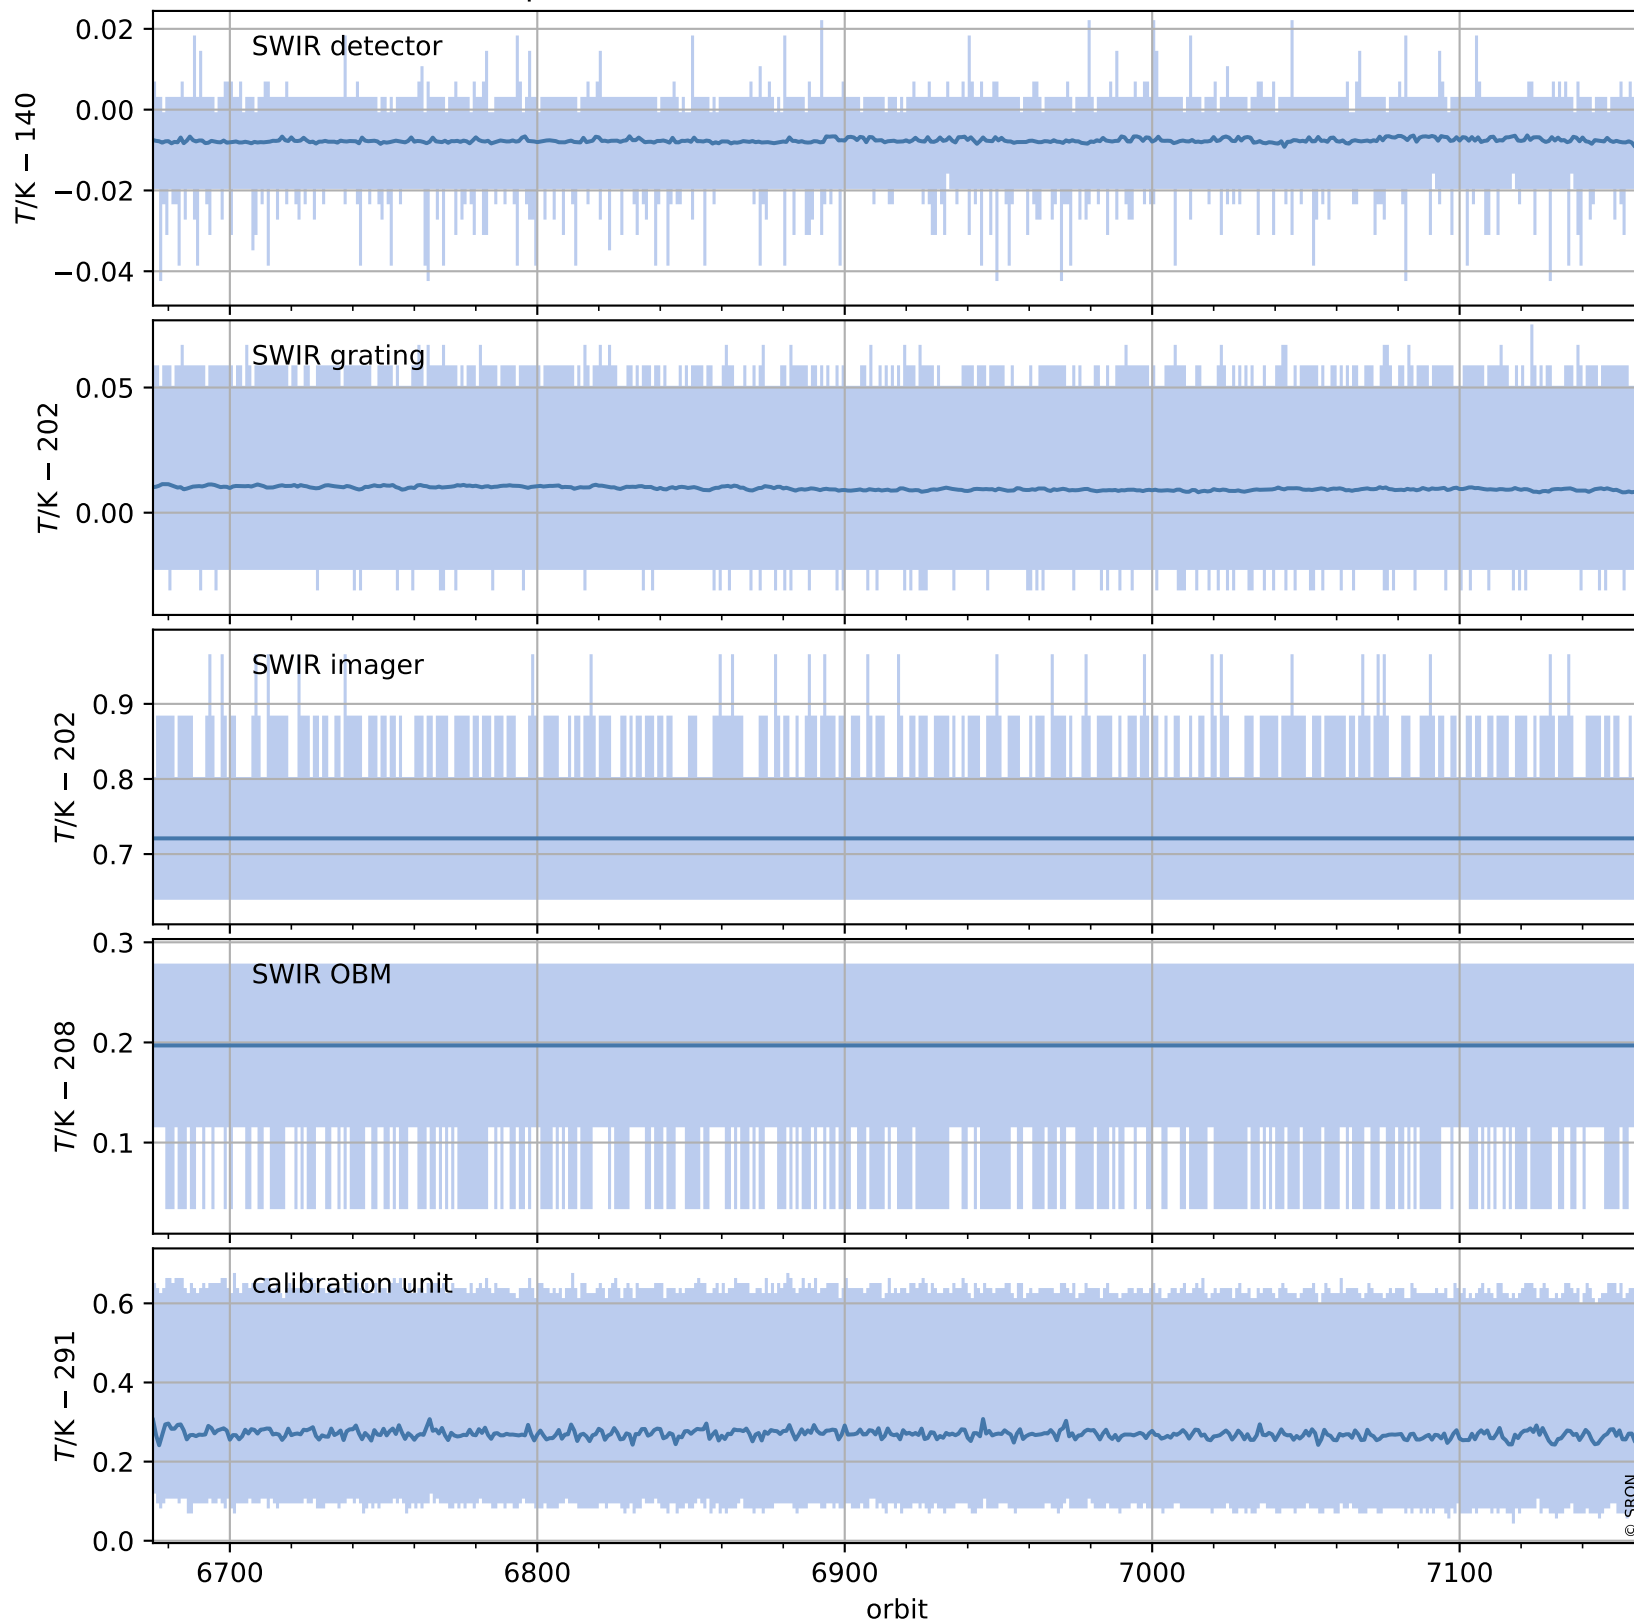 0.02
SWIR detector
0.00
−0.02
−0.04
T/K − 140
SWIR grating
0.05
0.00
T/K − 202
SWIR imager
0.9
0.8
0.7
T/K − 202
0.3
SWIR OBM
0.2
0.1
T/K − 208
calibration unit
0.6
0.4
0.2
0.0
T/K − 291
© SRON
6700 6800 6900 7000 7100
orbit